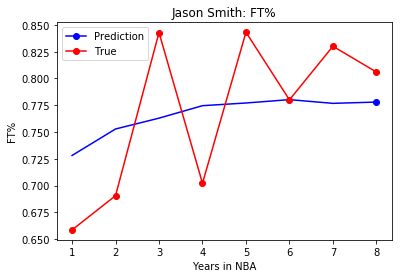 Jason Smith: FT%
Prediction
True
FT%
0.850
0.825
0.800
0.775
0.750
0.725
0.700
0.675
0.650
1 2 3 4 5 6 7 8
Years in NBA